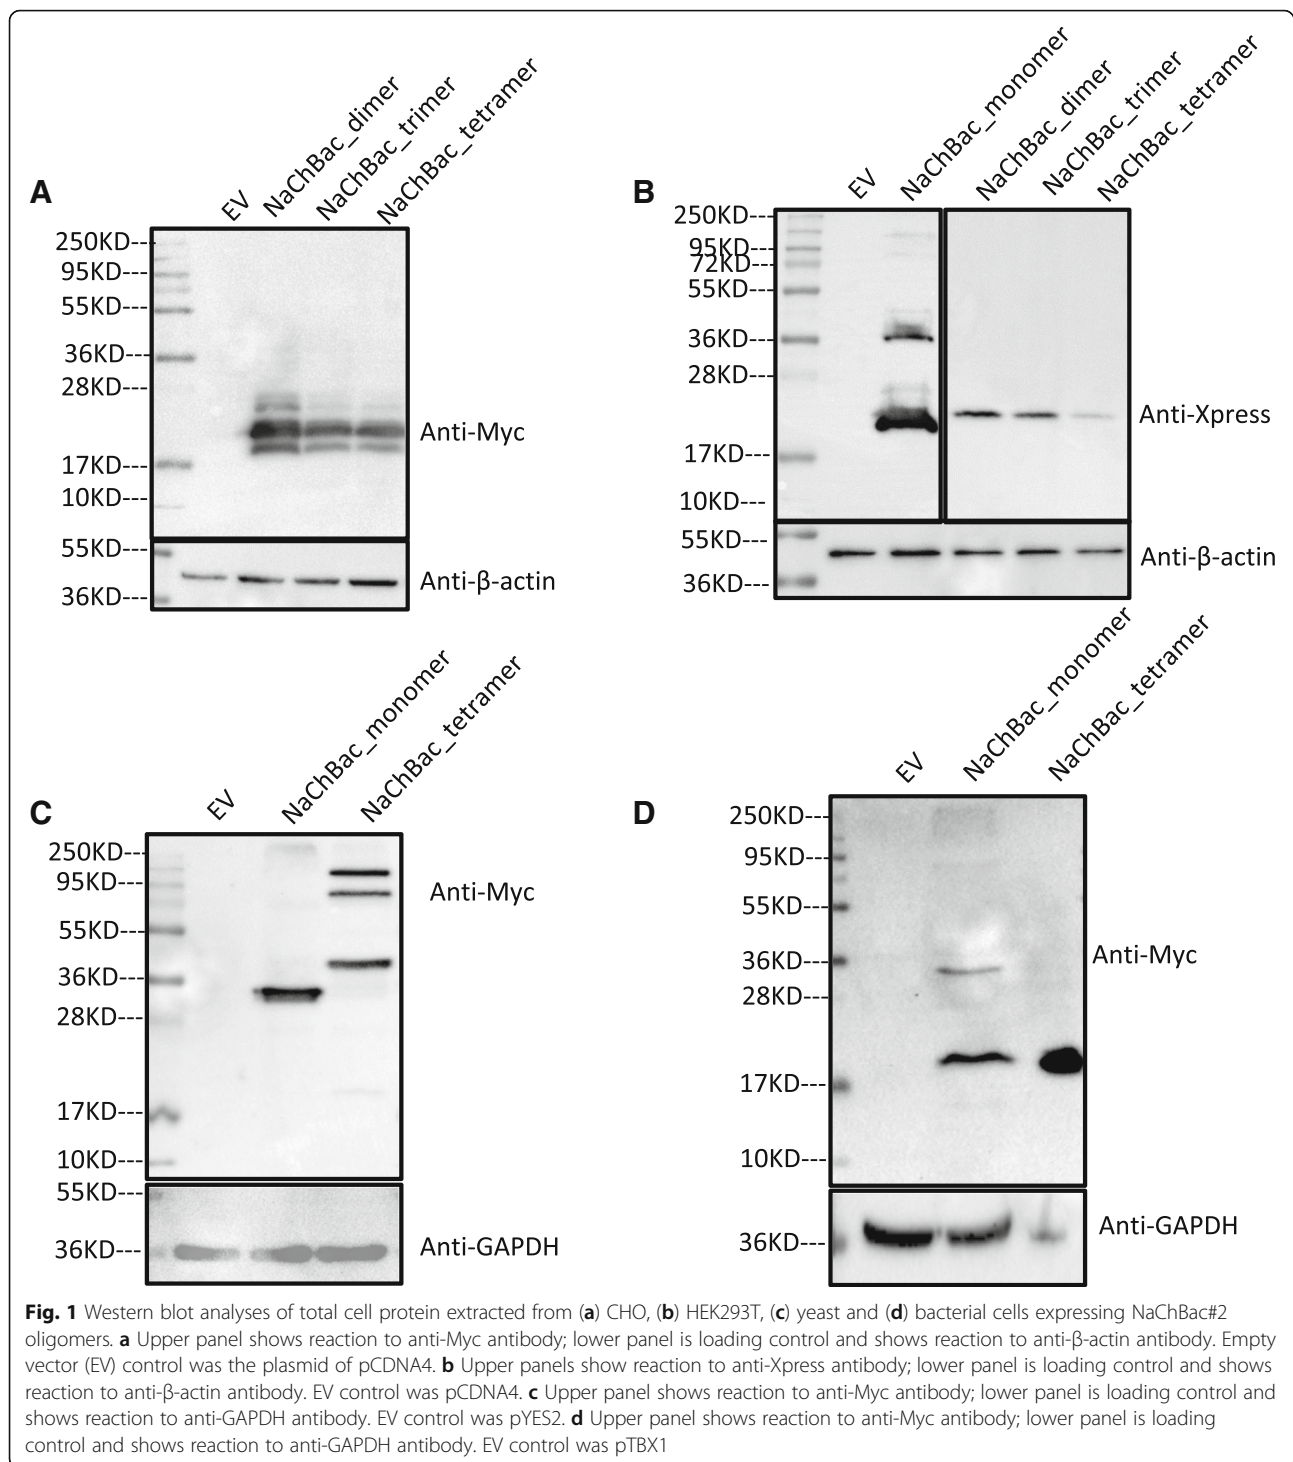 A
EV
NaChBac_dimer
NaChBac_trimer
NaChBac_tetramer
250KD---
95KD---
55KD---
36KD---
28KD---
17KD---
10KD---
Anti-Myc
55KD---
36KD---
Anti-β-actin
B
EV
NaChBac_monomer
NaChBac_dimer
NaChBac_trimer
NaChBac_tetramer
250KD---
95KD---
72KD---
55KD---
36KD---
28KD---
17KD---
10KD---
Anti-Xpress
55KD---
36KD---
Anti-β-actin
C
EV
NaChBac_monomer
NaChBac_tetramer
250KD---
95KD---
55KD---
36KD---
28KD---
17KD---
10KD---
Anti-Myc
55KD---
36KD---
Anti-GAPDH
D
EV
NaChBac_monomer
NaChBac_tetramer
250KD---
95KD---
55KD---
36KD---
28KD---
17KD---
10KD---
Anti-Myc
36KD---
Anti-GAPDH
Fig. 1 Western blot analyses of total cell protein extracted from (a) CHO, (b) HEK293T, (c) yeast and (d) bacterial cells expressing NaChBac#2
oligomers. a Upper panel shows reaction to anti-Myc antibody; lower panel is loading control and shows reaction to anti-β-actin antibody. Empty
vector (EV) control was the plasmid of pCDNA4. b Upper panels show reaction to anti-Xpress antibody; lower panel is loading control and shows
reaction to anti-β-actin antibody. EV control was pCDNA4. c Upper panel shows reaction to anti-Myc antibody; lower panel is loading control and
shows reaction to anti-GAPDH antibody. EV control was pYES2. d Upper panel shows reaction to anti-Myc antibody; lower panel is loading
control and shows reaction to anti-GAPDH antibody. EV control was pTBX1